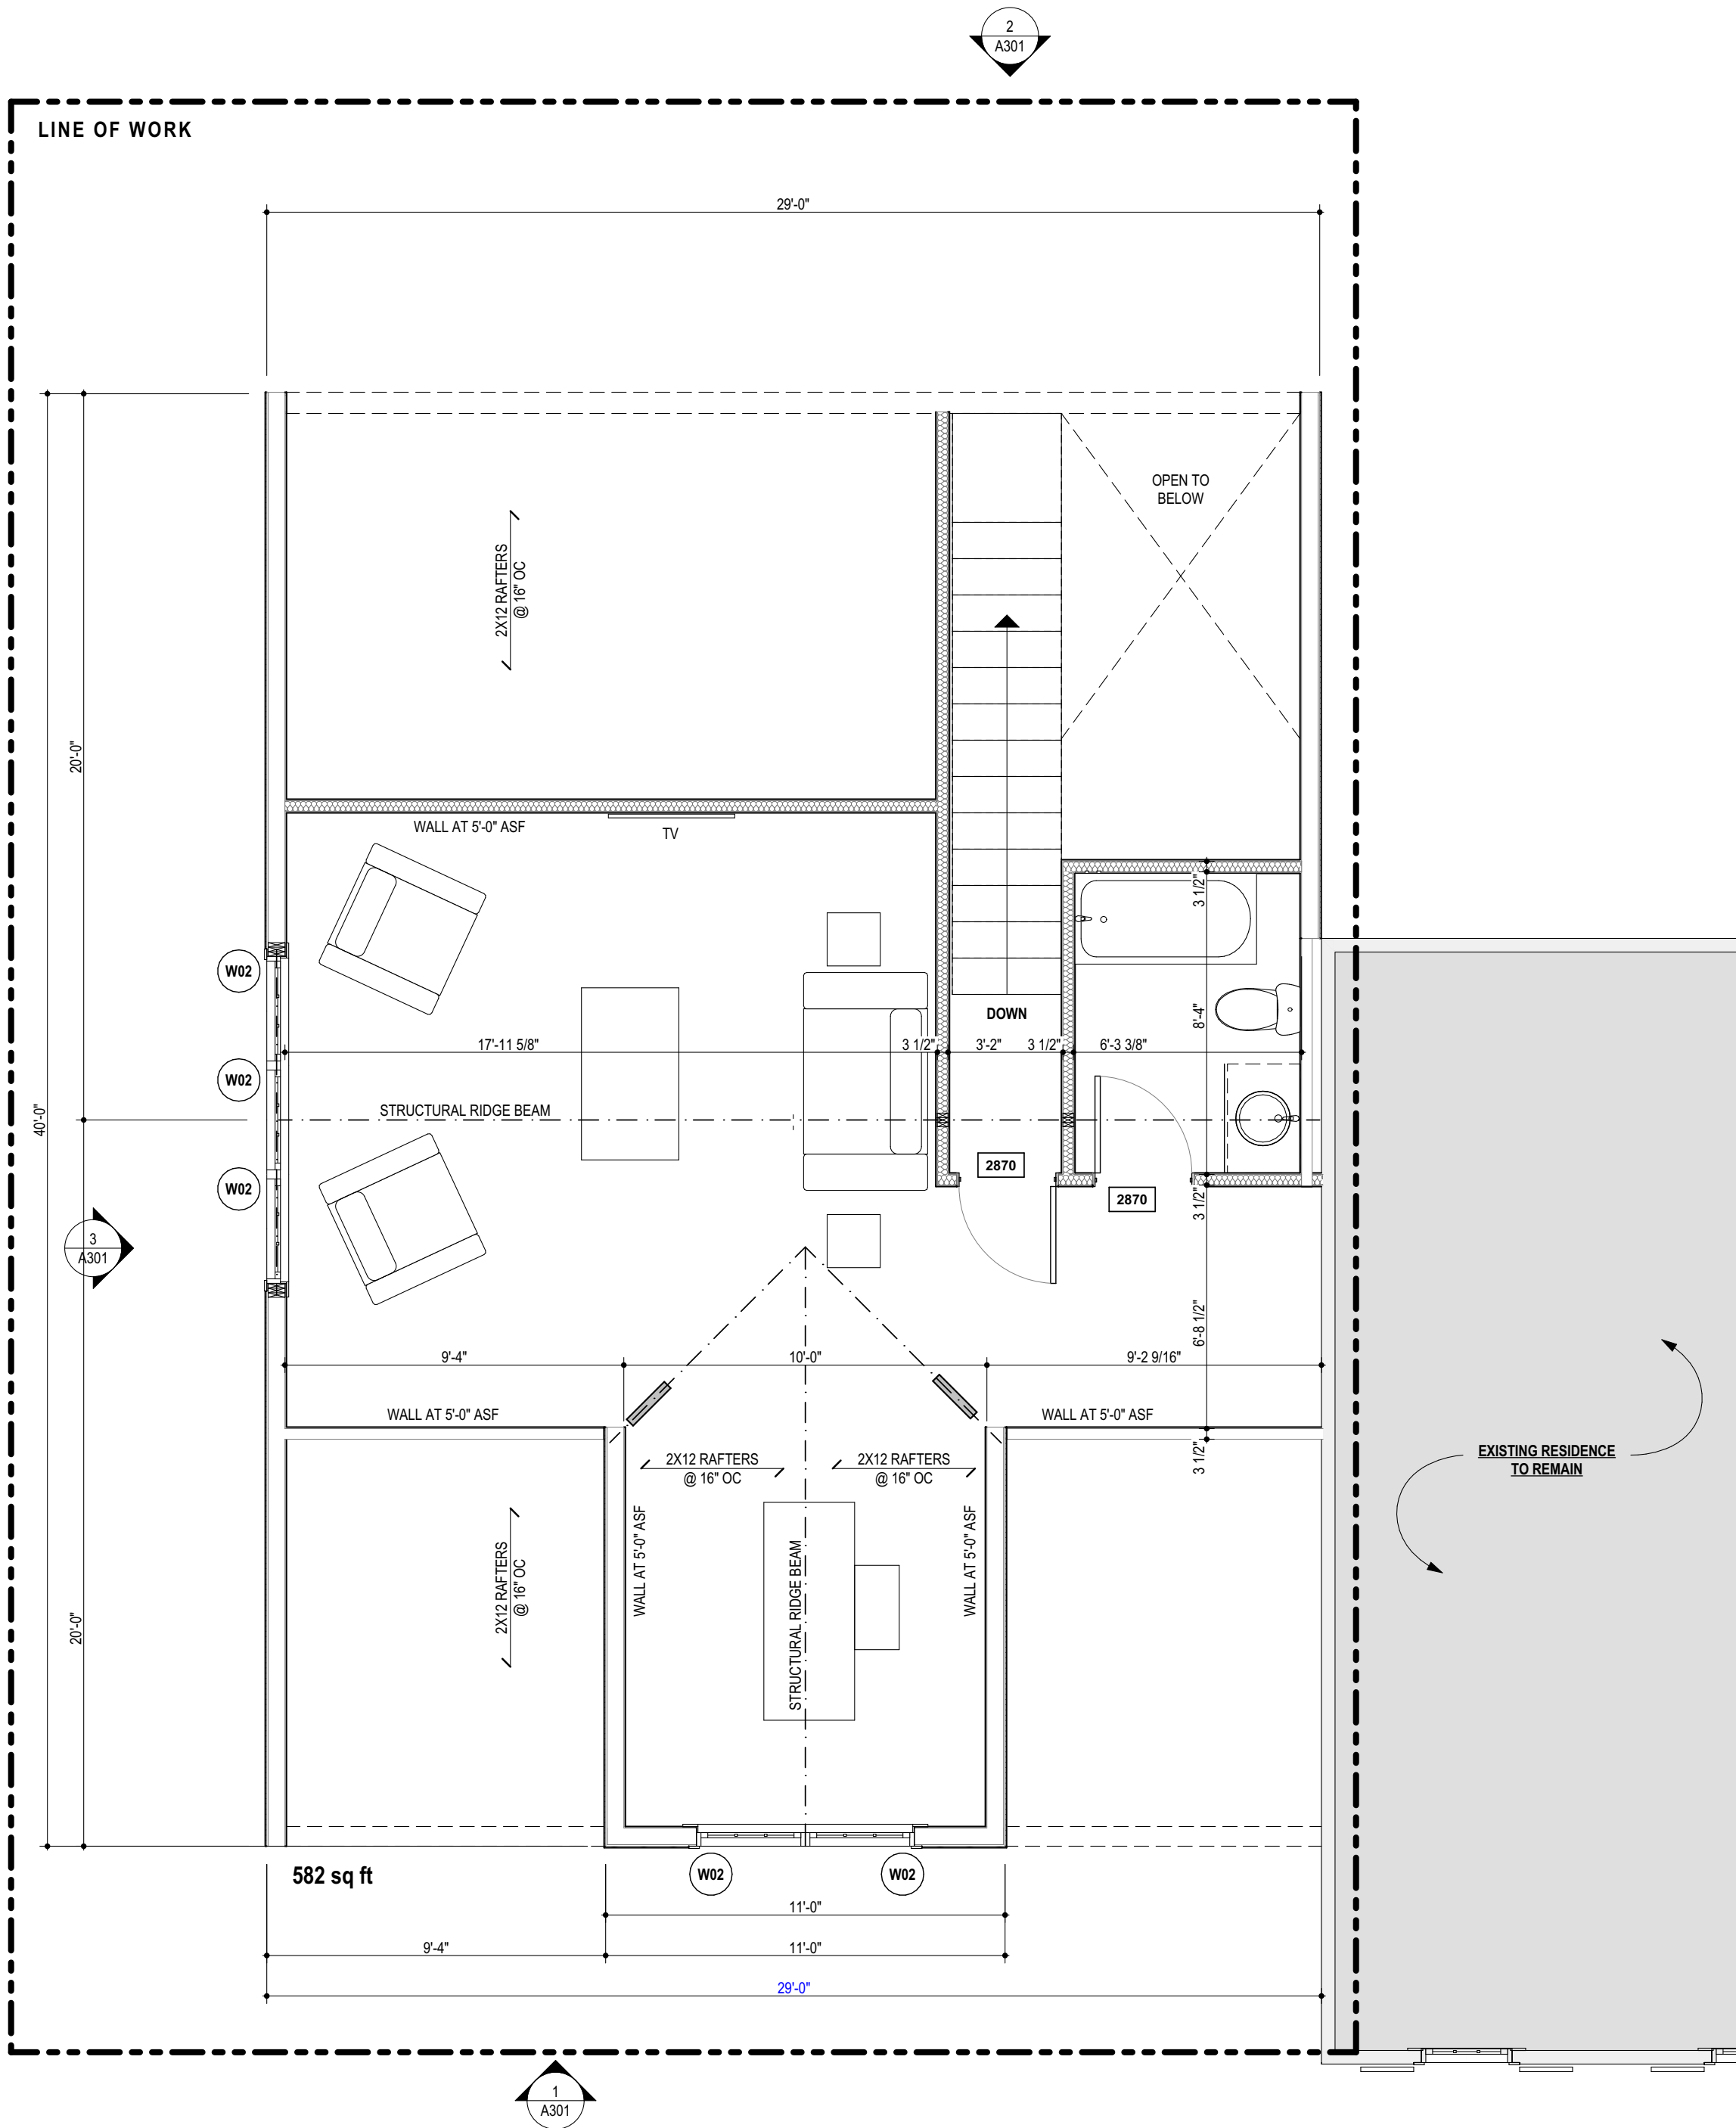 2
A301
LINE OF WORK
29'-0"
OPEN TO
BELOW
2X12 RAFTERS
@ 16" OC
20'-0"
40'-0"
WALL AT 5'-0" ASF
TV
3 1/2"
W02
DOWN
8'-4"
17'-11 5/8"
3 1/2"
3'-2"
3 1/2"
6'-3 3/8"
W02
STRUCTURAL RIDGE BEAM
2870
W02
2870
3 1/2"
3
A301
6'-8 1/2"
9'-4"
10'-0"
9'-2 9/16"
WALL AT 5'-0" ASF
WALL AT 5'-0" ASF
3 1/2"
2X12 RAFTERS
@ 16" OC
2X12 RAFTERS
@ 16" OC
EXISTING RESIDENCE
TO REMAIN
2X12 RAFTERS
@ 16" OC
WALL AT 5'-0" ASF
STRUCTURAL RIDGE BEAM
WALL AT 5'-0" ASF
20'-0"
582 sq ft
W02
W02
11'-0"
9'-4"
11'-0"
29'-0"
1
A301